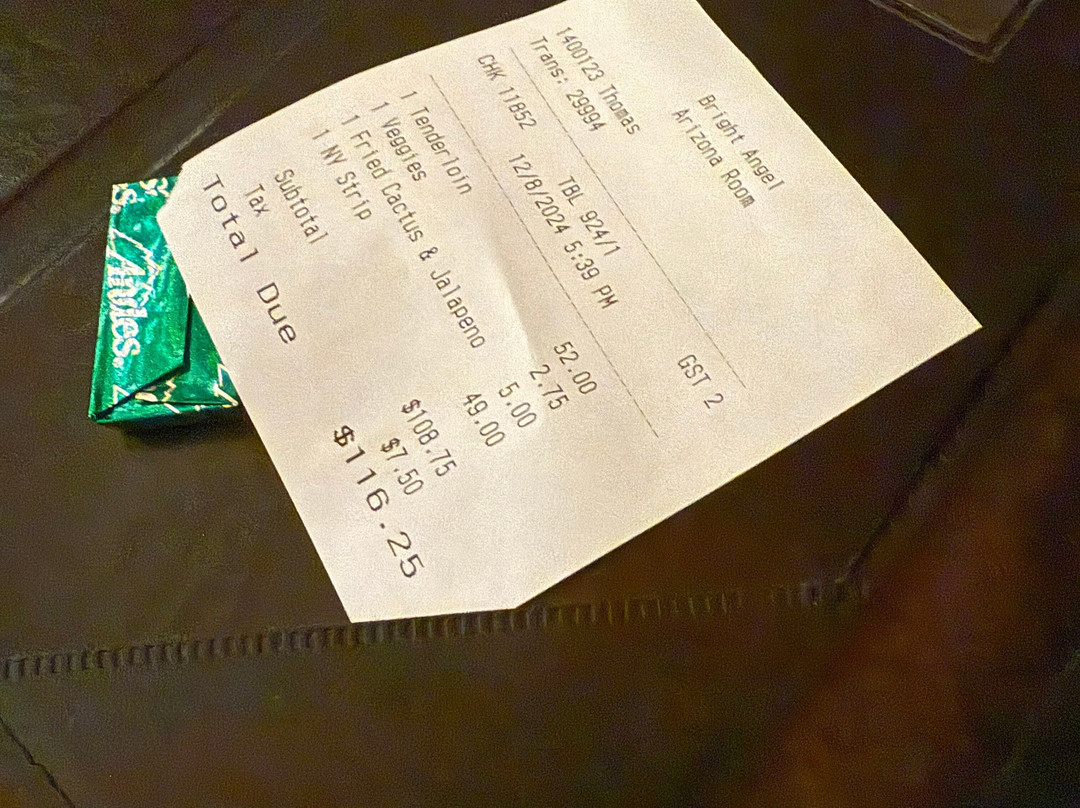 Bright Angel
Arizona Room
1400123 Thomas
Trans: 29994
CHK 11852 TBL 924/1 GST 2
12/8/2024 5:39 PM
1 Tenderloin 52.00
1 Veggies 2.75
1 Fried Cactus & Jalapeno 5.00
1 NY Strip 49.00
Subtotal $108.75
Tax $7.50
Total Due $116.25
Andes